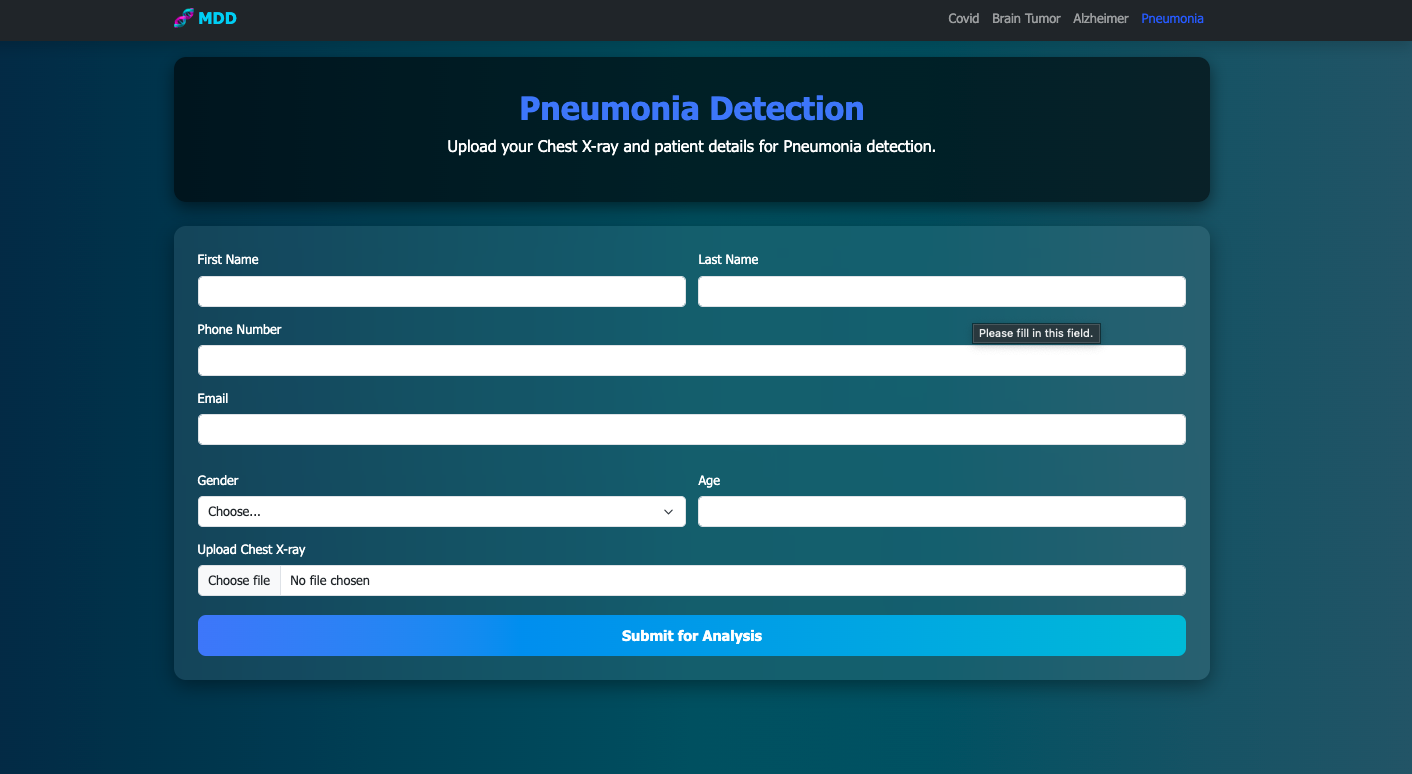 MDD Covid Brain Tumor Alzheimer Pneumonia
Pneumonia Detection
Upload your Chest X-ray and patient details for Pneumonia detection.
First Name Last Name
Phone Number
Please fill in this field.
Email
Gender Age
Choose...
Upload Chest X-ray
Choose file No file chosen
Submit for Analysis